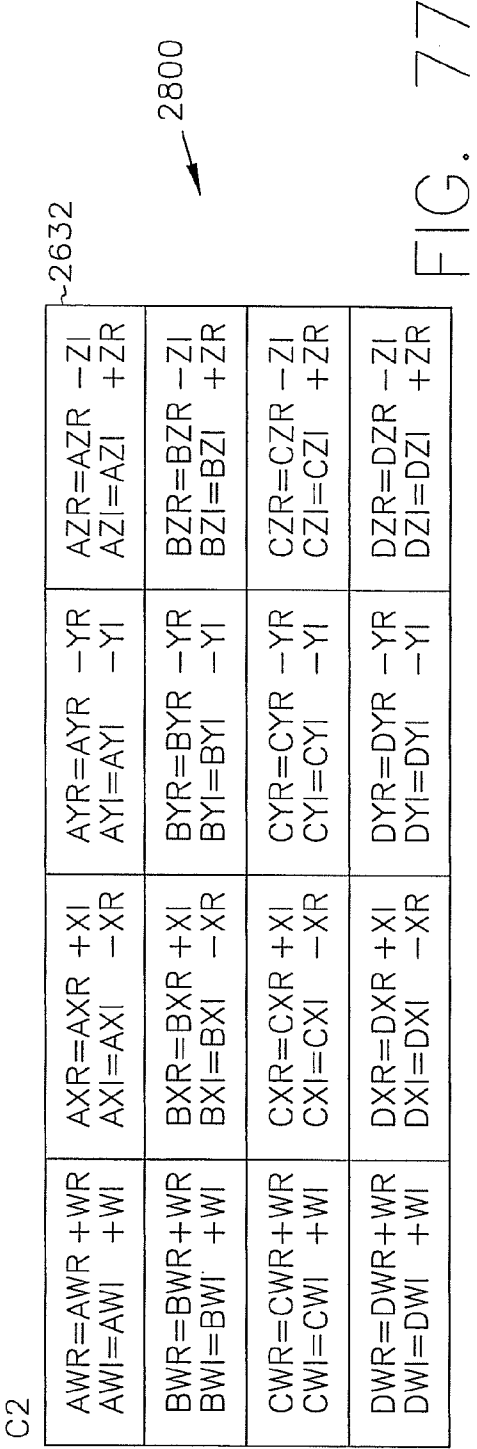 C2
2632
AWR=AWR +WR AXR=AXR +XI AYR=AYR −YR AZR=AZR −ZI
AWI=AWI +WI AXI=AXI −XR AYI=AYI −YI AZI=AZI +ZR
BWR=BWR+WR BXR=BXR +XI BYR=BYR −YR BZR=BZR −ZI
BWI=BWI +WI BXI=BXI −XR BYI=BYI −YI BZI=BZI +ZR
CWR=CWR+WR CXR=CXR +XI CYR=CYR −YR CZR=CZR −ZI
CWI=CWI +WI CXI=CXI −XR CYI=CYI −YI CZI=CZI +ZR
DWR=DWR+WR DXR=DXR +XI DYR=DYR −YR DZR=DZR −ZI
DWI=DWI +WI DXI=DXI −XR DYI=DYI −YI DZI=DZI +ZR
2800
FIG. 77